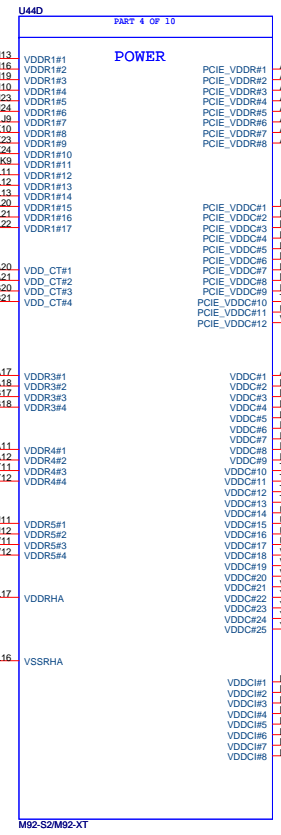 U44D
PART 4 OF 10
POWER
VDDR1#1
VDDR1#2
VDDR1#3
VDDR1#4
VDDR1#5
VDDR1#6
VDDR1#7
VDDR1#8
VDDR1#9
VDDR1#10
VDDR1#11
VDDR1#12
VDDR1#13
VDDR1#14
VDDR1#15
VDDR1#16
VDDR1#17
VDD_CT#1
VDD_CT#2
VDD_CT#3
VDD_CT#4
VDDR3#1
VDDR3#2
VDDR3#3
VDDR3#4
VDDR4#1
VDDR4#2
VDDR4#3
VDDR4#4
VDDR5#1
VDDR5#2
VDDR5#3
VDDR5#4
VDDRHA
VSSRHA
PCIE_VDDR#1
PCIE_VDDR#2
PCIE_VDDR#3
PCIE_VDDR#4
PCIE_VDDR#5
PCIE_VDDR#6
PCIE_VDDR#7
PCIE_VDDR#8
PCIE_VDDC#1
PCIE_VDDC#2
PCIE_VDDC#3
PCIE_VDDC#4
PCIE_VDDC#5
PCIE_VDDC#6
PCIE_VDDC#7
PCIE_VDDC#8
PCIE_VDDC#9
PCIE_VDDC#10
PCIE_VDDC#11
PCIE_VDDC#12
VDDC#1
VDDC#2
VDDC#3
VDDC#4
VDDC#5
VDDC#6
VDDC#7
VDDC#8
VDDC#9
VDDC#10
VDDC#11
VDDC#12
VDDC#13
VDDC#14
VDDC#15
VDDC#16
VDDC#17
VDDC#18
VDDC#19
VDDC#20
VDDC#21
VDDC#22
VDDC#23
VDDC#24
VDDC#25
VDDCI#1
VDDCI#2
VDDCI#3
VDDCI#4
VDDCI#5
VDDCI#6
VDDCI#7
VDDCI#8
M92-S2/M92-XT